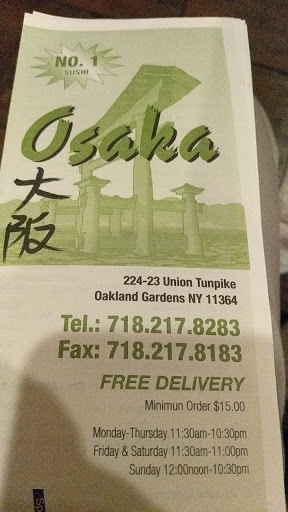 NO. 1
SUSHI
Osaka
大阪
224-23 Union Tunpike
Oakland Gardens NY 11364
Tel.: 718.217.8283
Fax: 718.217.8183
FREE DELIVERY
Minimun Order $15.00
Monday-Thursday 11:30am-10:30pm
Friday & Saturday 11:30am-11:00pm
Sunday 12:00noon-10:30pm